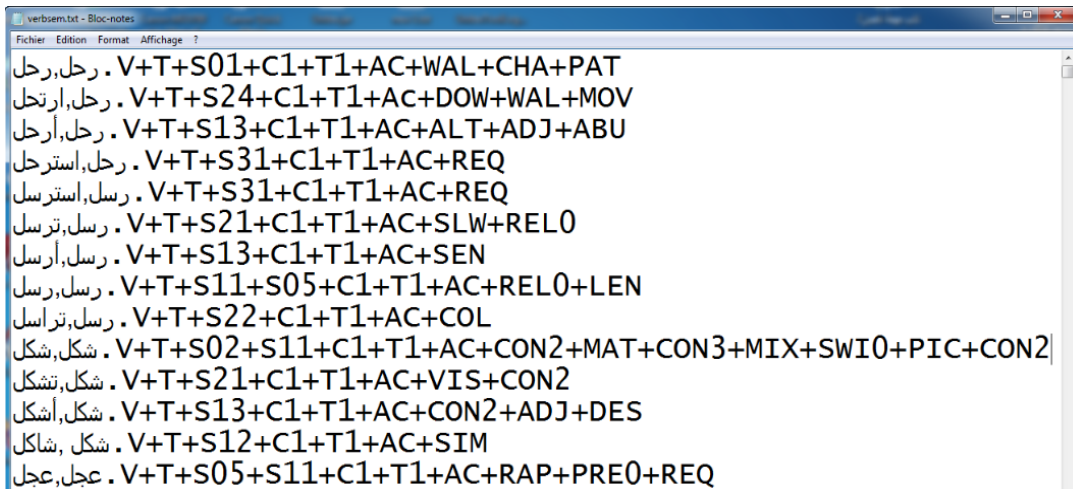 verbsem.txt - Bloc-notes
Fichier Edition Format Affichage ?
رحل,رحل.V+T+S01+C1+T1+AC+WAL+CHA+PAT
رحل,ارتحل.V+T+S24+C1+T1+Ac+DOW+WAL+MOV
رحل,أرحل.V+T+S13+C1+T1+AC+ALT+ADJ+ABU
رحل,استرحل.V+T+S31+C1+T1+AC+REQ
رسل,استرسل.V+T+S31+C1+T1+AC+REQ
رسل,ترسل.V+T+S21+C1+T1+AC+SLW+REL0
رسل,أرسل.V+T+S13+C1+T1+AC+SEN
رسل,رسل.V+T+S11+S05+C1+T1+AC+REL0+LEN
رسل,تراسل.V+T+S22+C1+T1+AC+COL
شكل,شكل.V+T+S02+S11+C1+T1+AC+CON2+MAT+CON3+MIX+SWI0+PIC+CON2
شكل,تشكل.V+T+S21+C1+T1+AC+VIS+CON2
شكل,أشكل.V+T+S13+C1+T1+AC+CON2+ADJ+DES
شكل ,شاكل.V+T+S12+C1+T1+AC+SIM
عجل,عجل.V+T+S05+S11+C1+T1+AC+RAP+PRE0+REQ